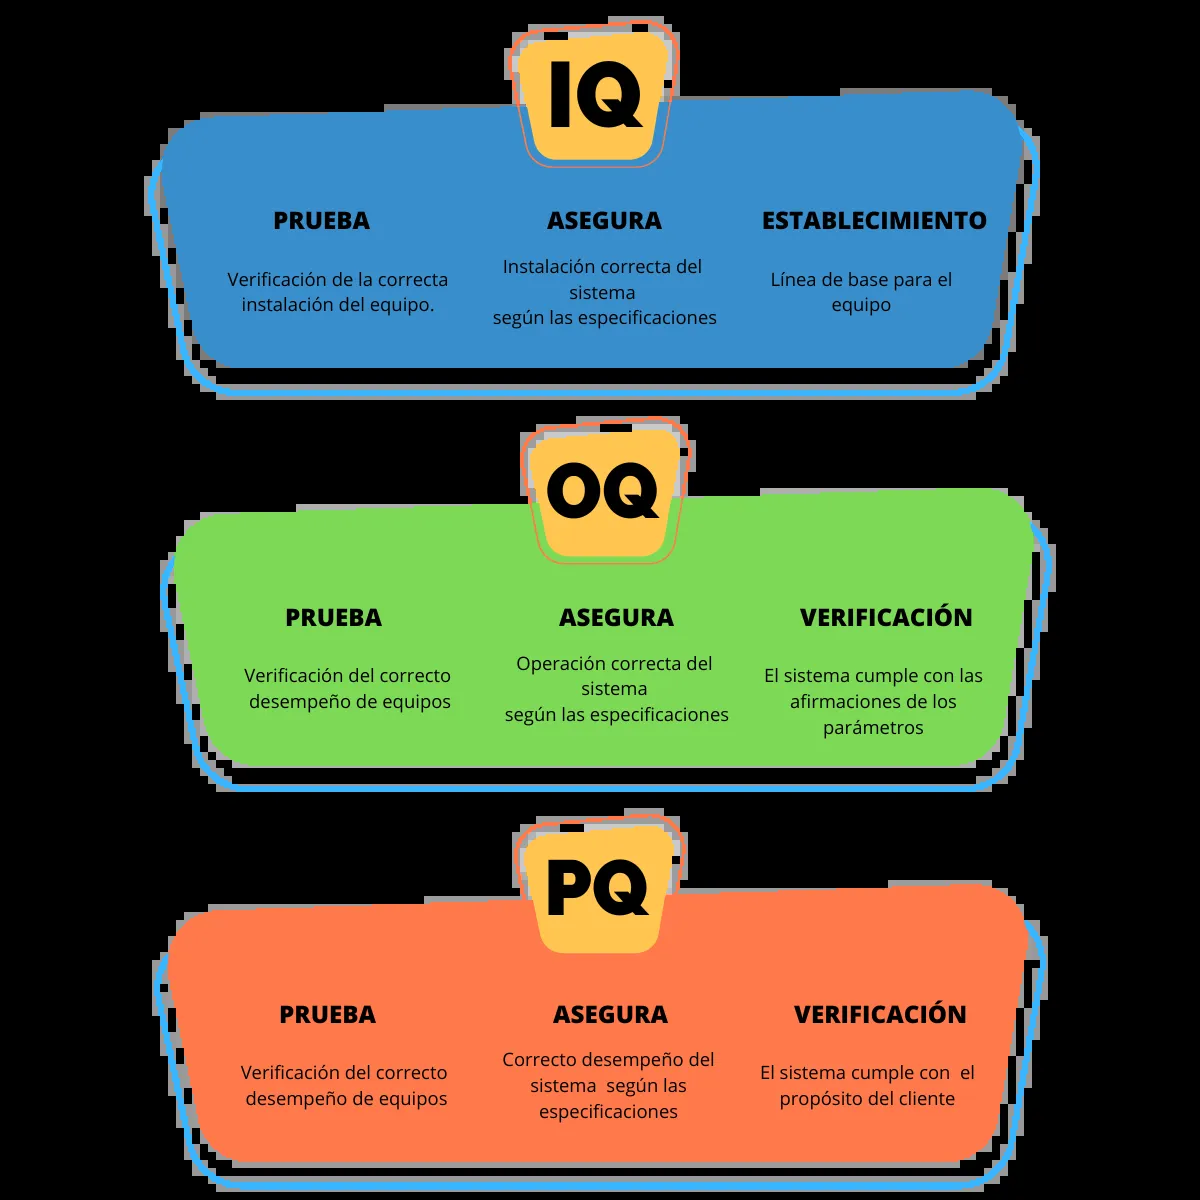 IQ
PRUEBA
Verificación de la correcta
instalación del equipo.
ASEGURA
Instalación correcta del
sistema
según las especificaciones
ESTABLECIMIENTO
Línea de base para el
equipo
OQ
PRUEBA
Verificación del correcto
desempeño de equipos
ASEGURA
Operación correcta del
sistema
según las especificaciones
VERIFICACIÓN
El sistema cumple con las
afirmaciones de los
parámetros
PQ
PRUEBA
Verificación del correcto
desempeño de equipos
ASEGURA
Correcto desempeño del
sistema  según las
especificaciones
VERIFICACIÓN
El sistema cumple con  el
propósito del cliente